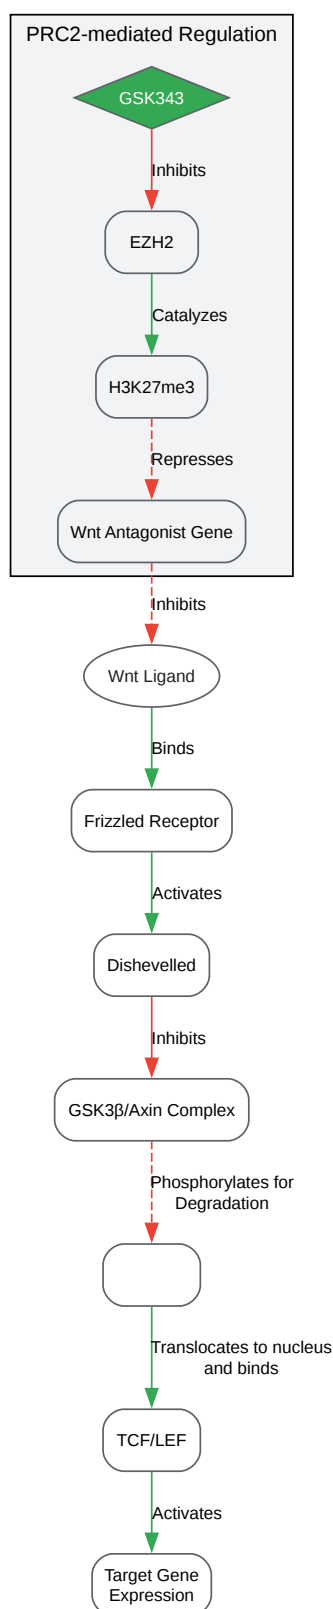 PRC2-mediated Regulation
GSK343
Inhibits
EZH2
Catalyzes
H3K27me3
Represses
Wnt Antagonist Gene
Inhibits
Wnt Ligand
Binds
Frizzled Receptor
Activates
Dishevelled
Inhibits
GSK3β/Axin Complex
Phosphorylates for
Degradation
Translocates to nucleus
and binds
TCF/LEF
Activates
Target Gene
Expression